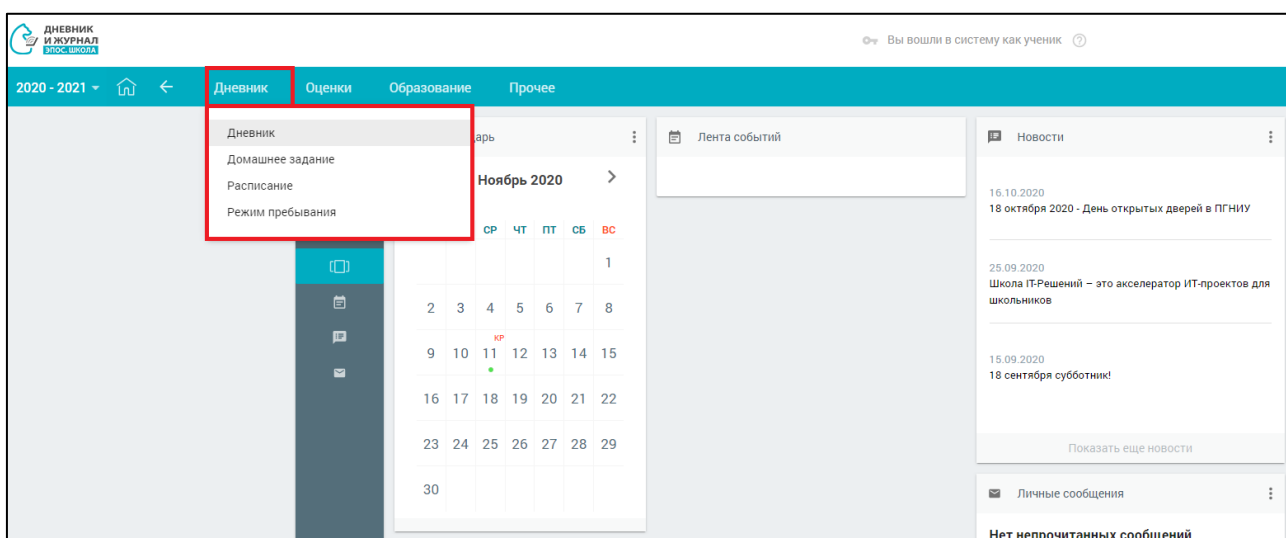 ДНЕВНИК
И ЖУРНАЛ
ЭПОС.ШКОЛА
Вы вошли в систему как ученик
2020 - 2021
Дневник Оценки Образование Прочее
Дневник
Домашнее задание
Расписание
Режим пребывания
Ноябрь 2020
СР ЧТ ПТ СБ ВС
1
2 3 4 5 6 7 8
КР
9 10 11 12 13 14 15
16 17 18 19 20 21 22
23 24 25 26 27 28 29
30
Лента событий
Новости
16.10.2020
18 октября 2020 - День открытых дверей в ПГНИУ
25.09.2020
Школа IT-Решений – это акселератор ИТ-проектов для
школьников
15.09.2020
18 сентября субботник!
Показать еще новости
Личные сообщения
Нет непрочитанных сообщений